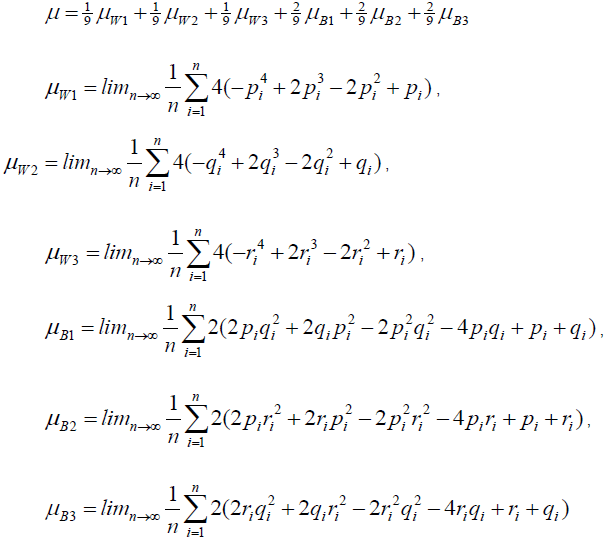 μ = 1/9 μ_{W1} + 1/9 μ_{W2} + 1/9 μ_{W3} + 2/9 μ_{B1} + 2/9 μ_{B2} + 2/9 μ_{B3}
μ_{W1} = lim_{n→∞} 1/n ∑_{i=1}^{n} 4(−p_i^4 + 2p_i^3 − 2p_i^2 + p_i) ,
μ_{W2} = lim_{n→∞} 1/n ∑_{i=1}^{n} 4(−q_i^4 + 2q_i^3 − 2q_i^2 + q_i) ,
μ_{W3} = lim_{n→∞} 1/n ∑_{i=1}^{n} 4(−r_i^4 + 2r_i^3 − 2r_i^2 + r_i) ,
μ_{B1} = lim_{n→∞} 1/n ∑_{i=1}^{n} 2(2p_i q_i^2 + 2q_i p_i^2 − 2p_i^2 q_i^2 − 4p_i q_i + p_i + q_i) ,
μ_{B2} = lim_{n→∞} 1/n ∑_{i=1}^{n} 2(2p_i r_i^2 + 2r_i p_i^2 − 2p_i^2 r_i^2 − 4p_i r_i + p_i + r_i) ,
μ_{B3} = lim_{n→∞} 1/n ∑_{i=1}^{n} 2(2r_i q_i^2 + 2q_i r_i^2 − 2r_i^2 q_i^2 − 4r_i q_i + r_i + q_i)